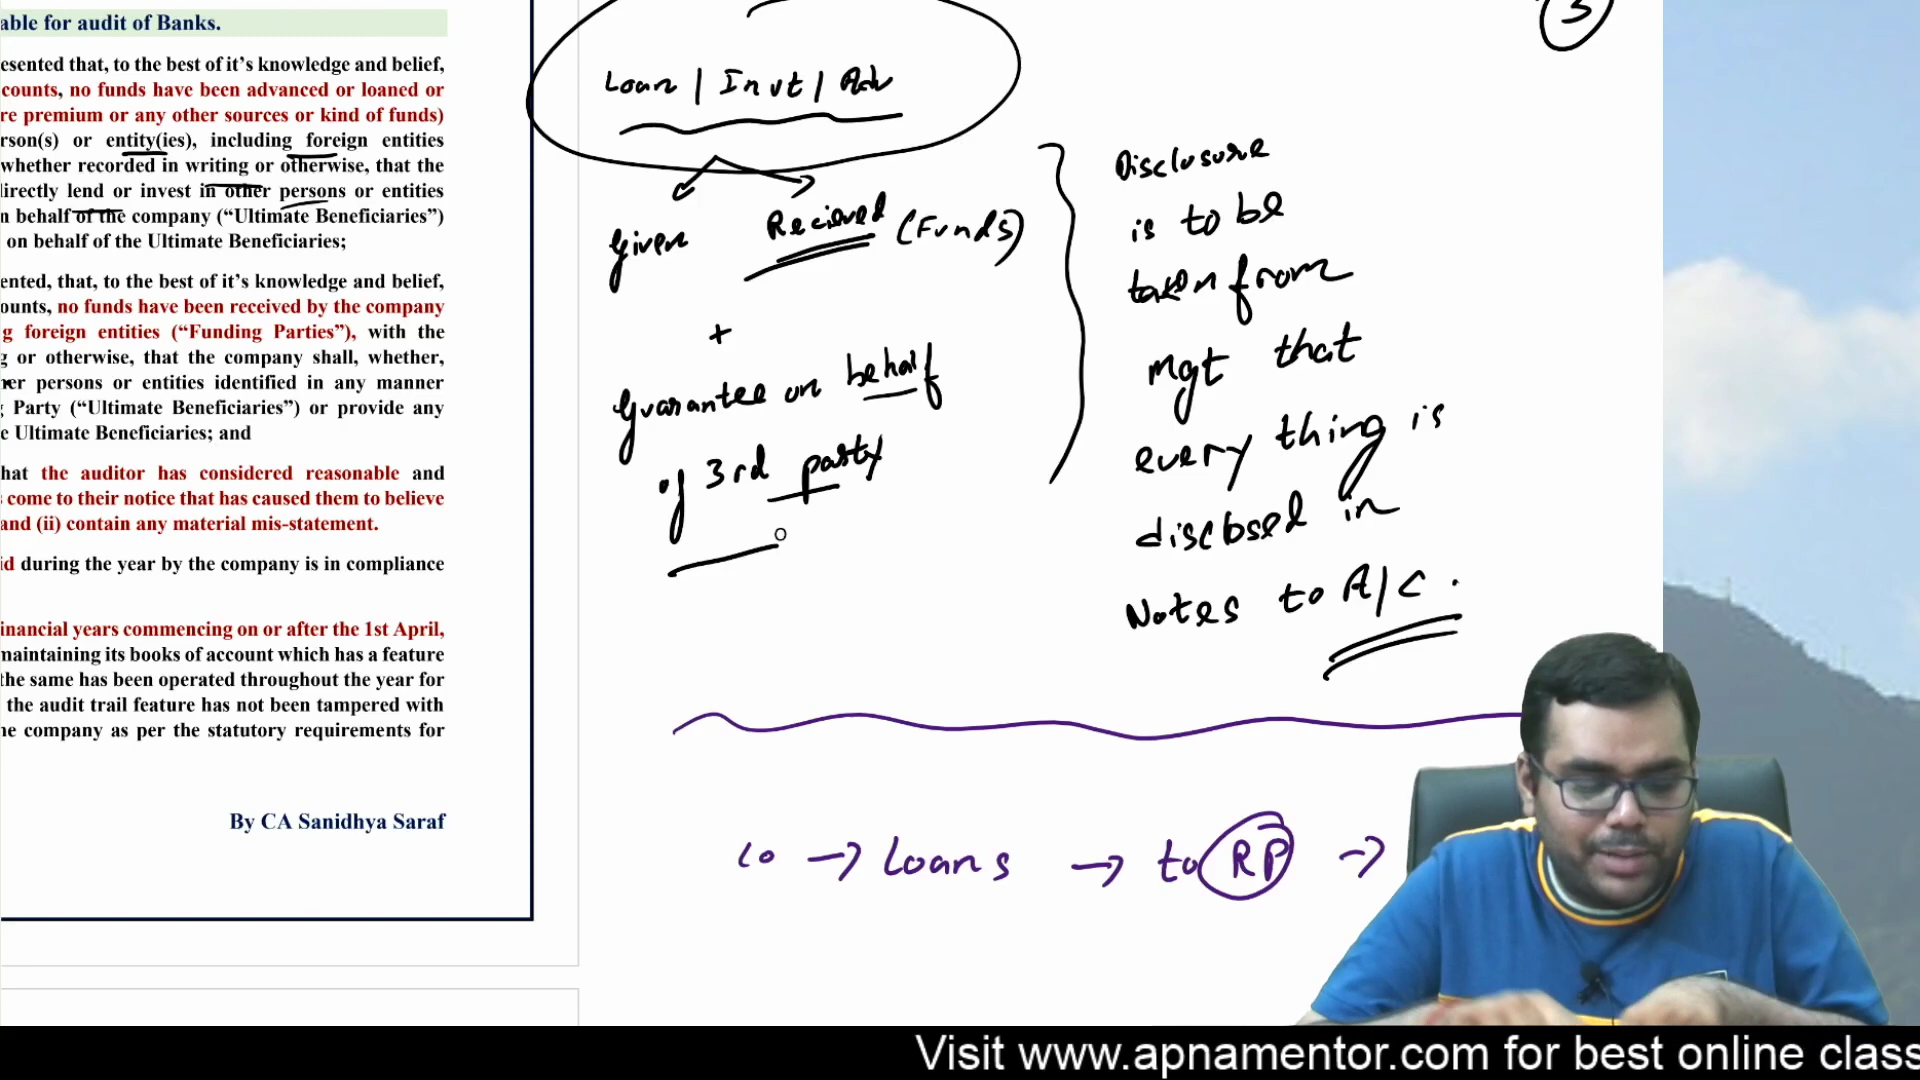 able for audit of Banks.
esented that, to the best of it’s knowledge and belief,
counts, no funds have been advanced or loaned or
re premium or any other sources or kind of funds)
rson(s) or entity(ies), including foreign entities
whether recorded in writing or otherwise, that the
directly lend or invest in other persons or entities
n behalf of the company (“Ultimate Beneficiaries”)
on behalf of the Ultimate Beneficiaries;
ented, that, to the best of it’s knowledge and belief,
ounts, no funds have been received by the company
g foreign entities (“Funding Parties”), with the
g or otherwise, that the company shall, whether,
her persons or entities identified in any manner
g Party (“Ultimate Beneficiaries”) or provide any
e Ultimate Beneficiaries; and
hat the auditor has considered reasonable and
come to their notice that has caused them to believe
and (ii) contain any material mis-statement.
id during the year by the company is in compliance
inancial years commencing on or after the 1st April,
maintaining its books of account which has a feature
the same has been operated throughout the year for
the audit trail feature has not been tampered with
he company as per the statutory requirements for
By CA Sanidhya Saraf
Loan | Invt | Adv
Given Recieved (Funds)
+
Guarantee on behalf
of 3rd party
3
Disclosure
is to be
taken from
Mgt that
every thing is
disclosed in
Notes to A/C.
co → Loans → to RP →
Visit www.apnamentor.com for best online class